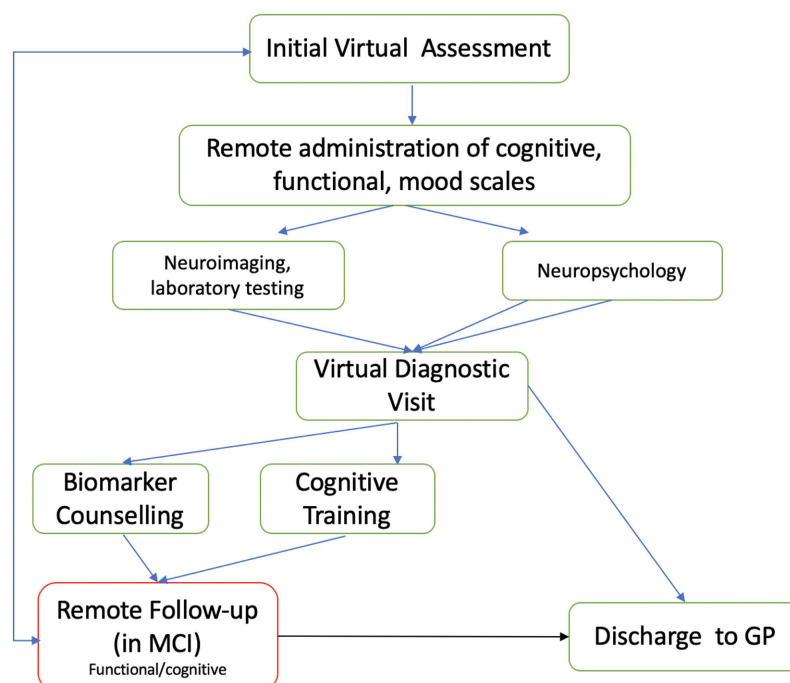 Initial Virtual Assessment
Remote administration of cognitive,
functional, mood scales
Neuroimaging,
laboratory testing
Neuropsychology
Virtual Diagnostic
Visit
Biomarker
Counselling
Cognitive
Training
Remote Follow-up
(in MCI)
Functional/cognitive
Discharge to GP